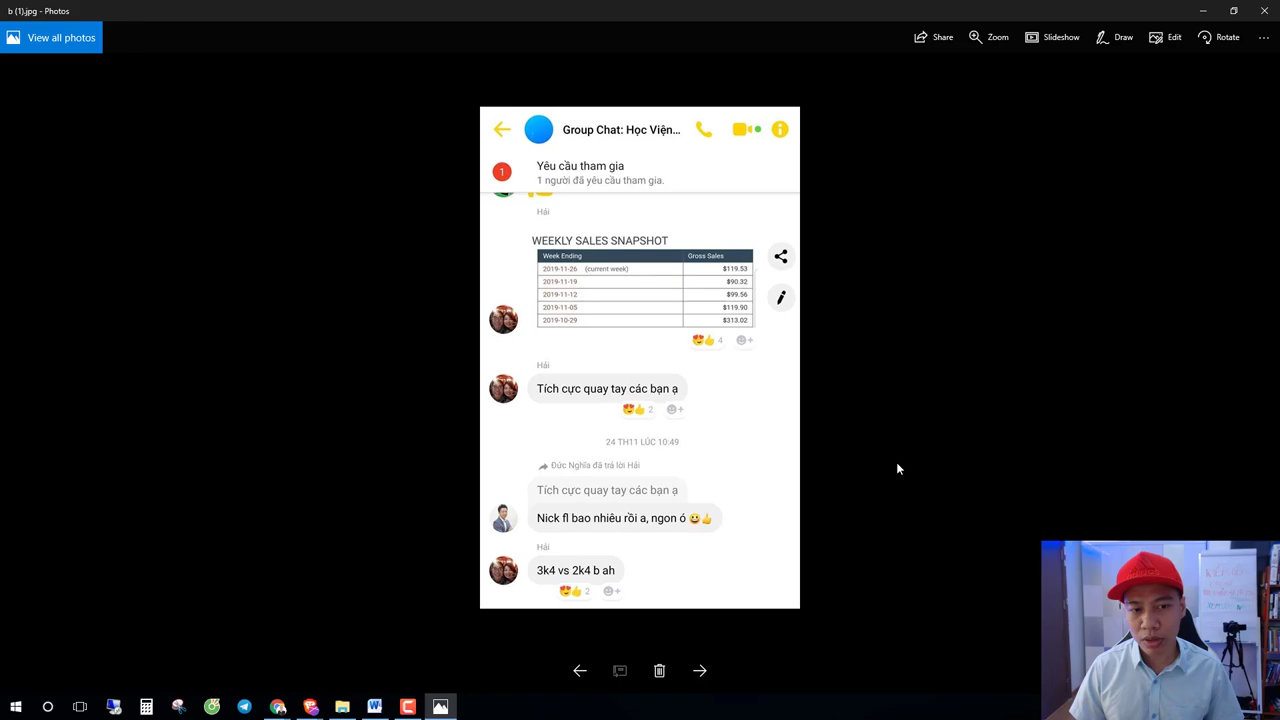 b (1).jpg - Photos
View all photos
Share
Zoom
Slideshow
Draw
Edit
Rotate
Group Chat: Học Viện...
1
Yêu cầu tham gia
1 người đã yêu cầu tham gia.
Hải
WEEKLY SALES SNAPSHOT
Week Ending Gross Sales
2019-11-26 (current week) $119.53
2019-11-19 $90.32
2019-11-12 $99.56
2019-11-05 $119.90
2019-10-29 $313.02
4
Hải
Tích cực quay tay các bạn ạ
2
24 TH11 LÚC 10:49
Đức Nghĩa đã trả lời Hải
Tích cực quay tay các bạn ạ
Nick fl bao nhiêu rồi a, ngon ó
Hải
3k4 vs 2k4 b ah
2